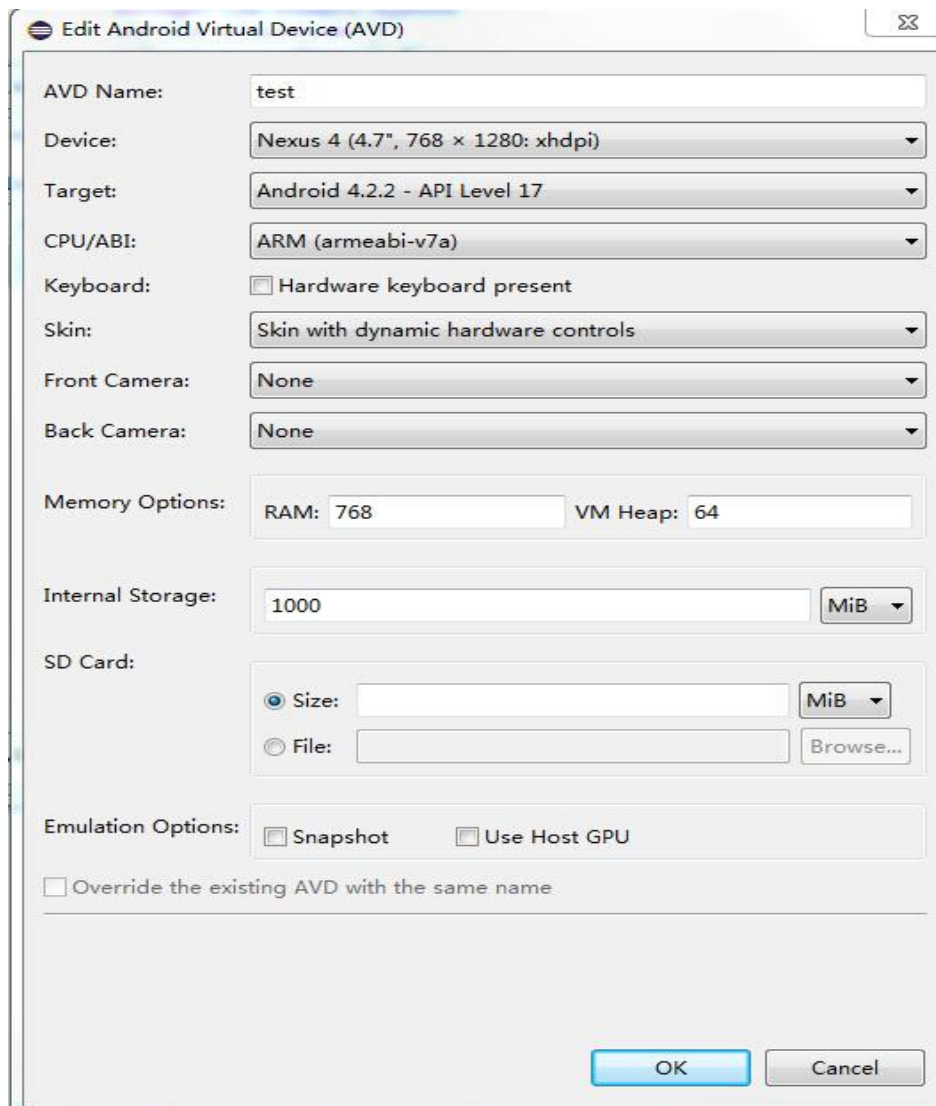 Edit Android Virtual Device (AVD)
AVD Name: test
Device: Nexus 4 (4.7", 768 × 1280: xhdpi)
Target: Android 4.2.2 - API Level 17
CPU/ABI: ARM (armeabi-v7a)
Keyboard: Hardware keyboard present
Skin: Skin with dynamic hardware controls
Front Camera: None
Back Camera: None
Memory Options: RAM: 768 VM Heap: 64
Internal Storage: 1000 MiB
SD Card:
Size: MiB
File: Browse...
Emulation Options: Snapshot Use Host GPU
Override the existing AVD with the same name
OK Cancel